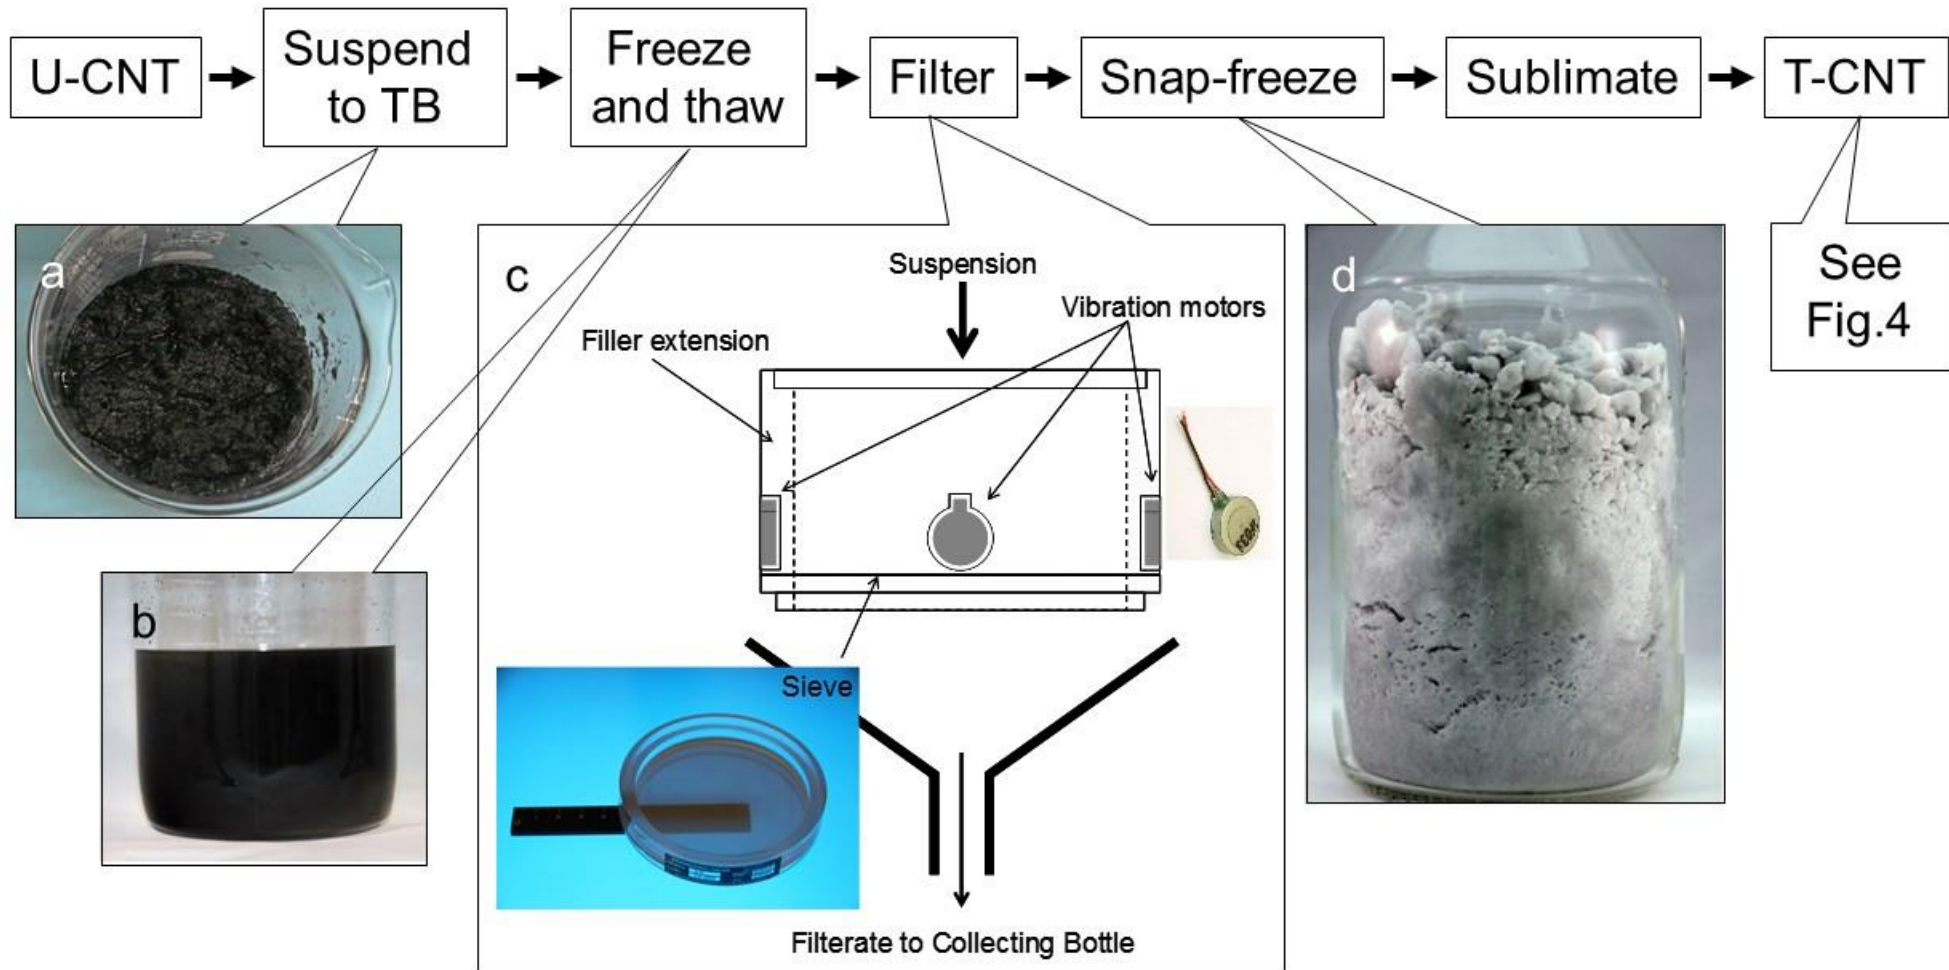 U-CNT
Suspend
to TB
Freeze
and thaw
Filter
Snap-freeze
Sublimate
T-CNT
a
b
c
Suspension
Vibration motors
Filler extension
Sieve
Filterate to Collecting Bottle
d
See
Fig.4